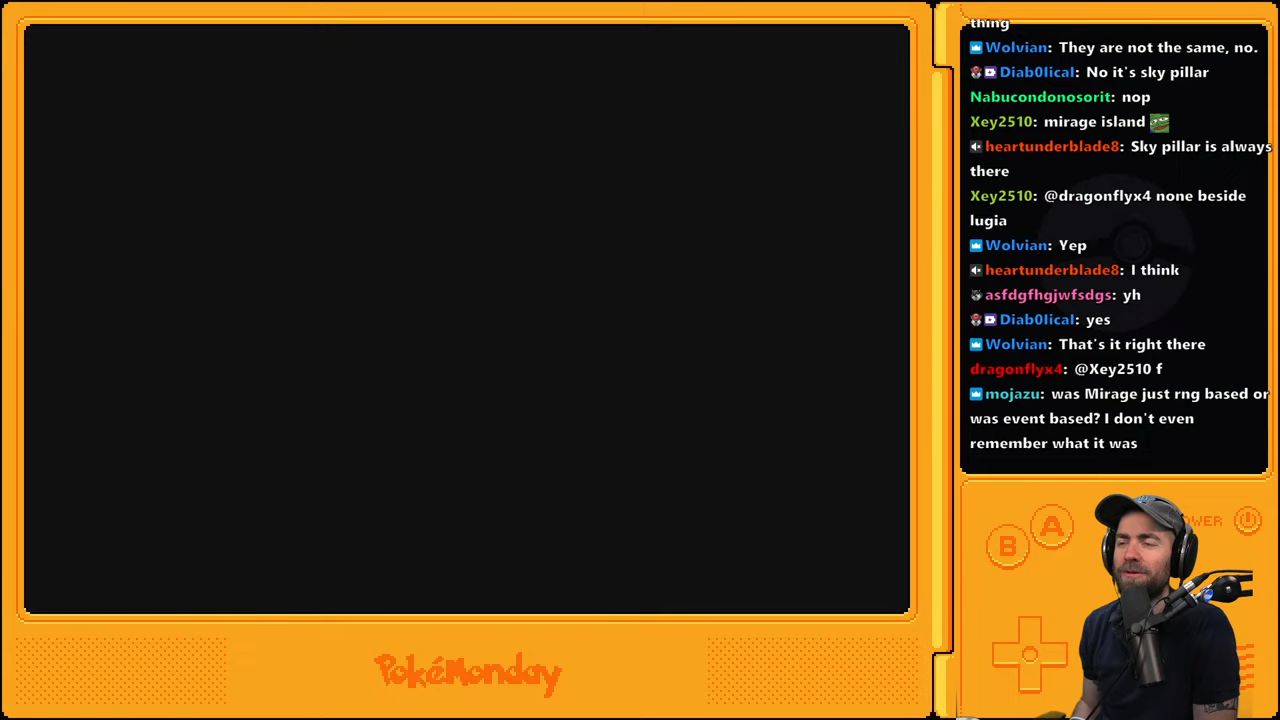 thing
Wolvian: They are not the same, no.
Diab0lical: No it's sky pillar
Nabucondonosorit: nop
Xey2510: mirage island
heartunderblade8: Sky pillar is always
there
Xey2510: @dragonflyx4 none beside
lugia
Wolvian: Yep
heartunderblade8: I think
asfdgfhgjwfsdgs: yh
Diab0lical: yes
Wolvian: That's it right there
dragonflyx4: @Xey2510 f
mojazu: was Mirage just rng based or
was event based? I don't even
remember what it was
B
A
OWER
PokéMonday